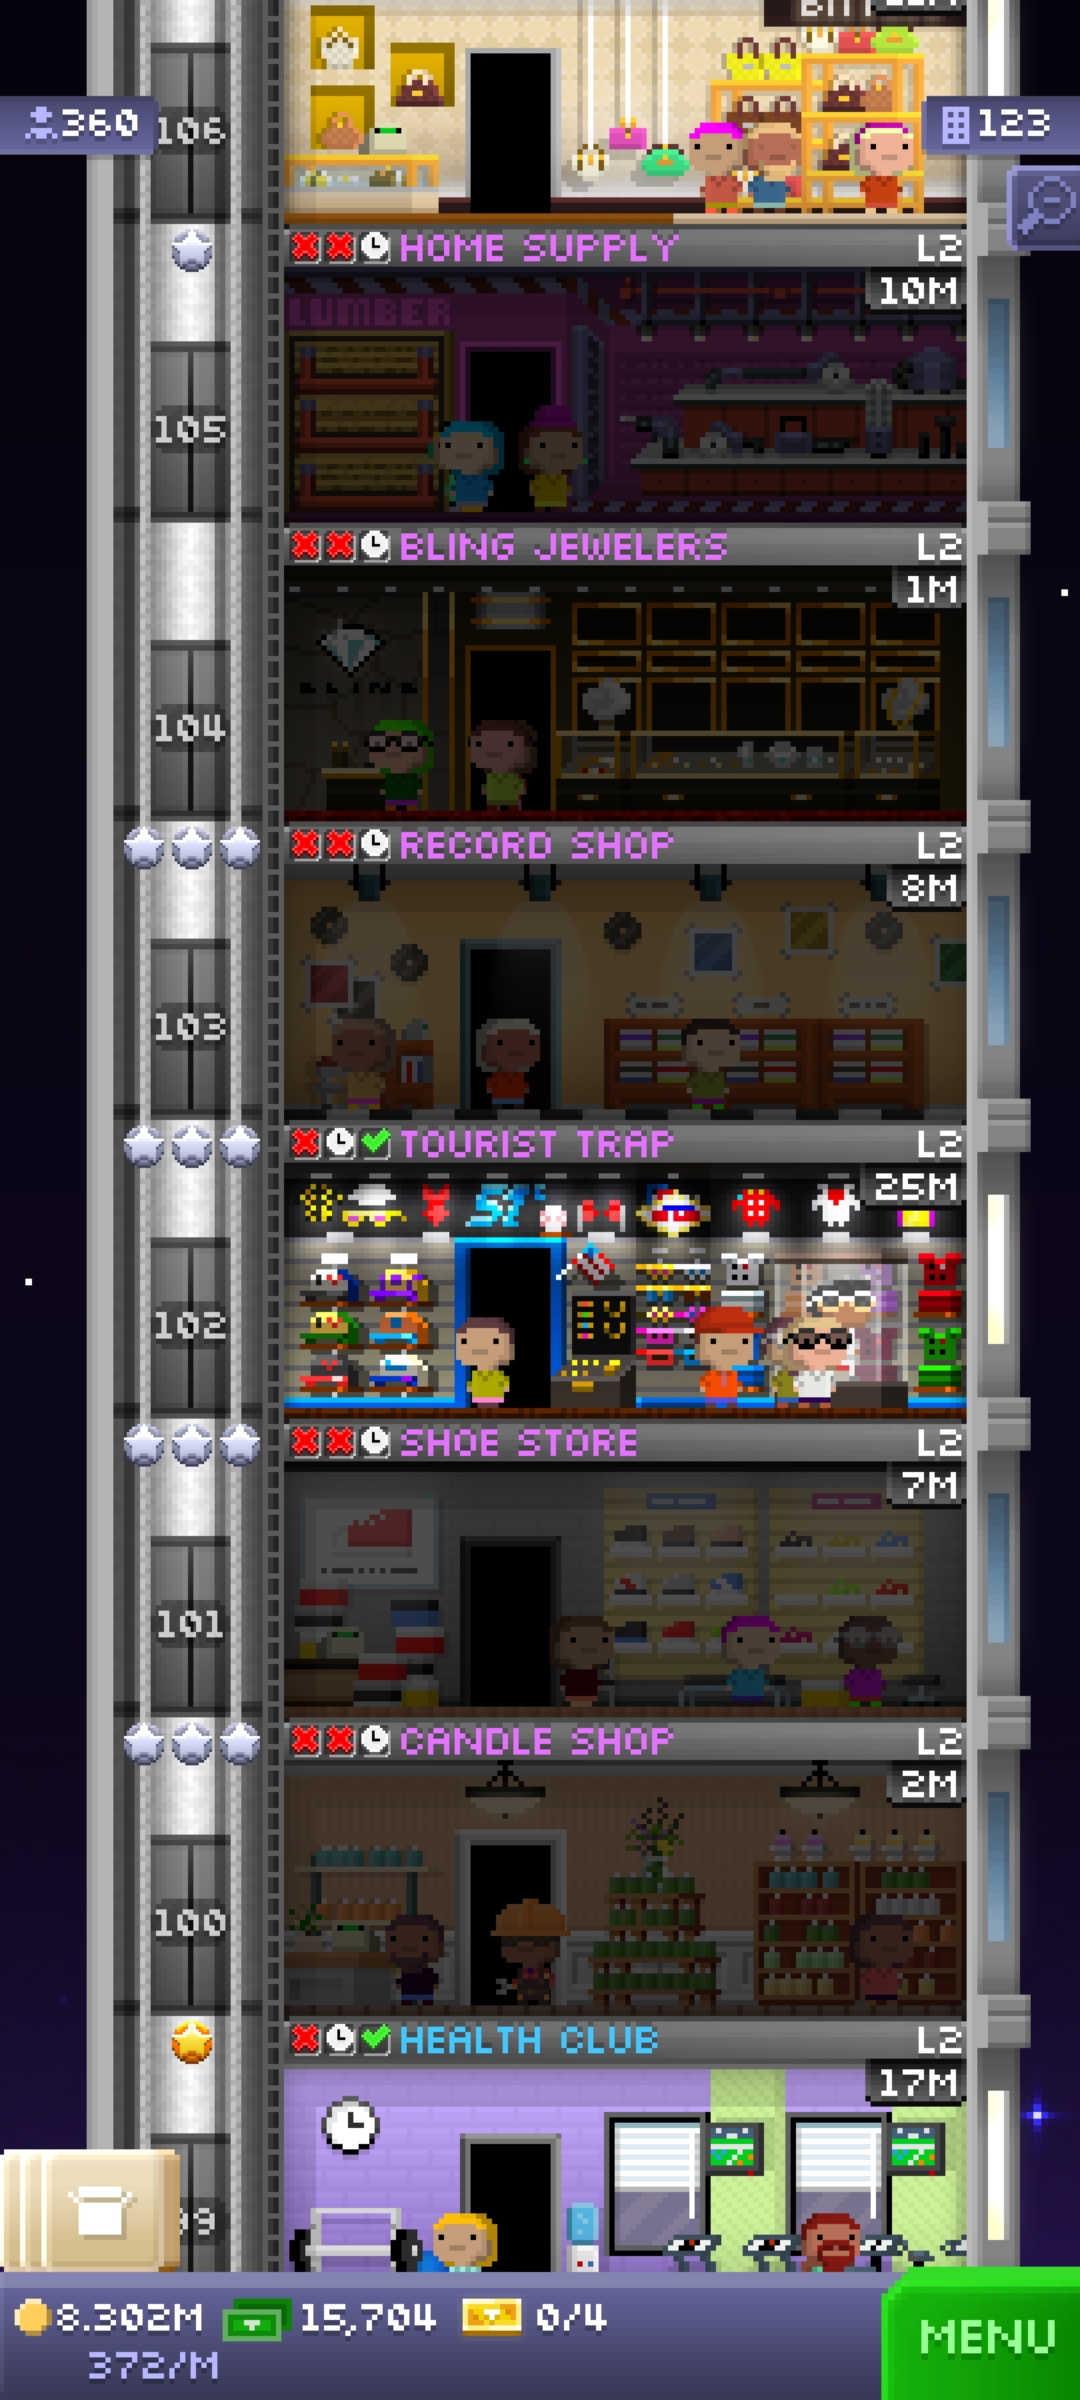 360
106
123
HOME SUPPLY
L2
10M
LUMBER
105
BLING JEWELERS
L2
1M
BLING
104
RECORD SHOP
L2
8M
103
TOURIST TRAP
L2
25M
102
SHOE STORE
L2
7M
101
CANDLE SHOP
L2
2M
100
HEALTH CLUB
L2
17M
8.302M
15,704
0/4
372/M
MENU